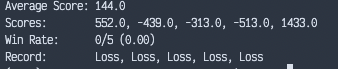 Average Score: 144.0
Scores: 552.0, -439.0, -313.0, -513.0, 1433.0
Win Rate: 0/5 (0.00)
Record: Loss, Loss, Loss, Loss, Loss